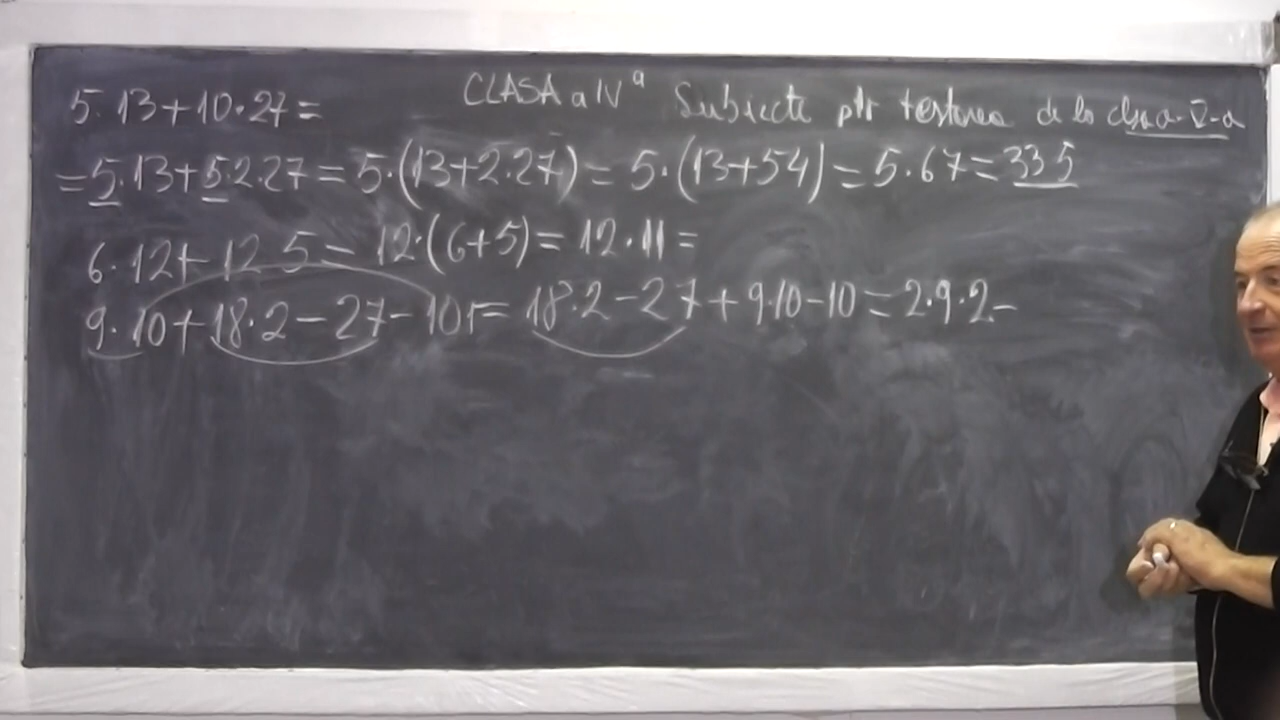 CLASA a IVª Subiecte ptr testarea de la clasa a-V-a
5·13+10·27=
=5·13+5·2·27=5·(13+2·27)=5·(13+54)=5·67=335
6·12+12·5=12·(6+5)=12·11=
9·10+18·2-27-10=18·2-27+9·10-10=2·9·2-